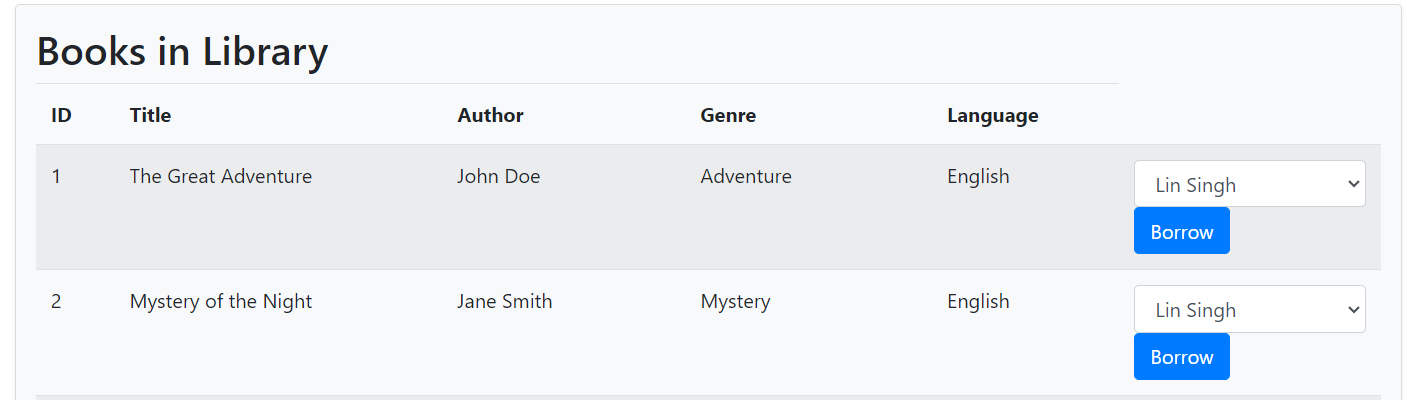 Books in Library
ID Title Author Genre Language
1 The Great Adventure John Doe Adventure English Lin Singh
Borrow
2 Mystery of the Night Jane Smith Mystery English Lin Singh
Borrow